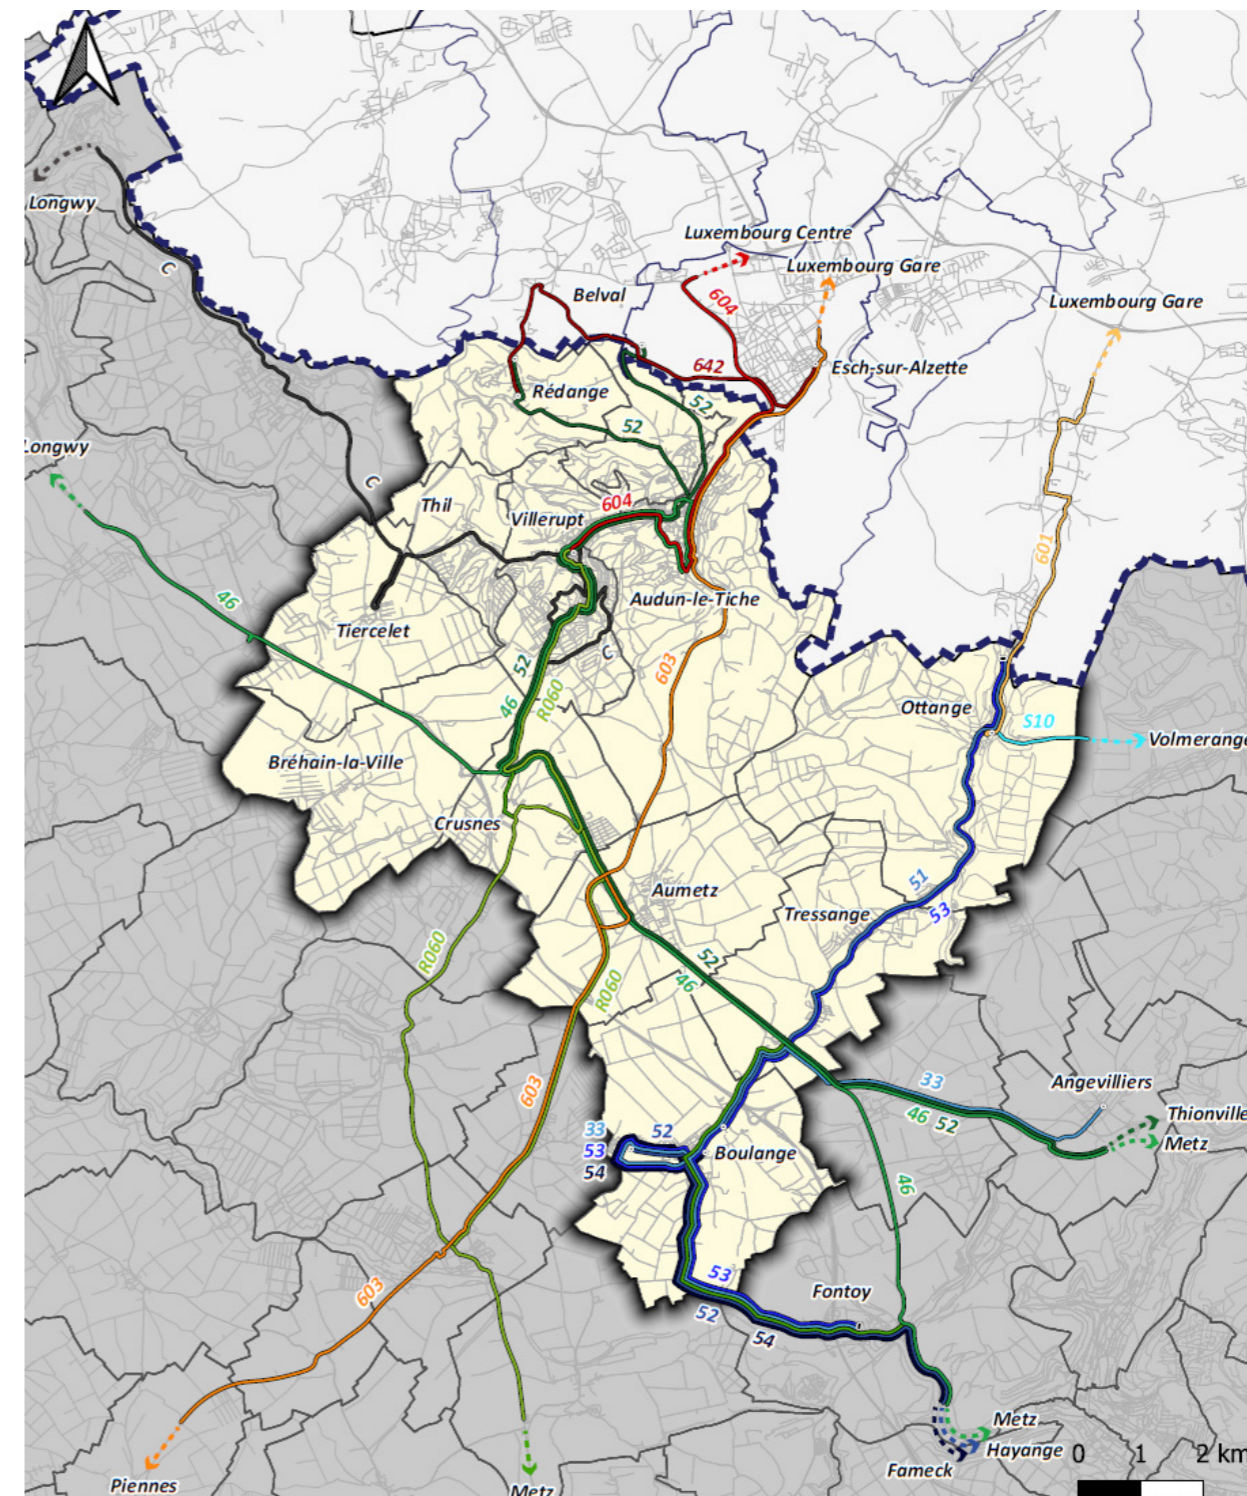 Longwy
C
Luxembourg Centre
Luxembourg Gare
Belval
604
Luxembourg Gare
642
Esch-sur-Alzette
Rédange
52
52
Longwy
C
Thil
Villerupt
604
601
46
Tiercelet
Audun-le-Tiche
C
603
52
46
R060
Ottange
S10
Volmerange
Bréhain-la-Ville
Crusnes
Aumetz
51
Tressange
53
R060
52
46
R060
603
33
Angevilliers
46 52
Thionville
Metz
33
52
53
54
Boulange
46
53
Fontoy
603
52
54
Metz
Hayange
Fameck
0 1 2 km
Piennes
Metz